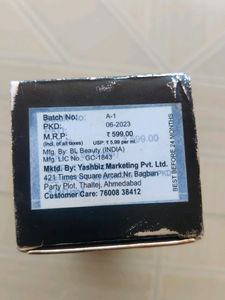 Batch No: A-1
PKD: 06-2023
M.R.P: ₹ 599.00
(Incl. of all taxes) USP: ₹ 5.99 per ml.
Mfg. By: BL Beauty (INDIA)
Mfg. LIC No.: GC-1843
Mktd. By: Yashbiz Marketing Pvt. Ltd.
421 Times Square Arcad,Nr. Bagban
Party Plot, Thaltej, Ahmedabad
Customer Care: 76008 38412
BEST BEFORE 24 MONTHS